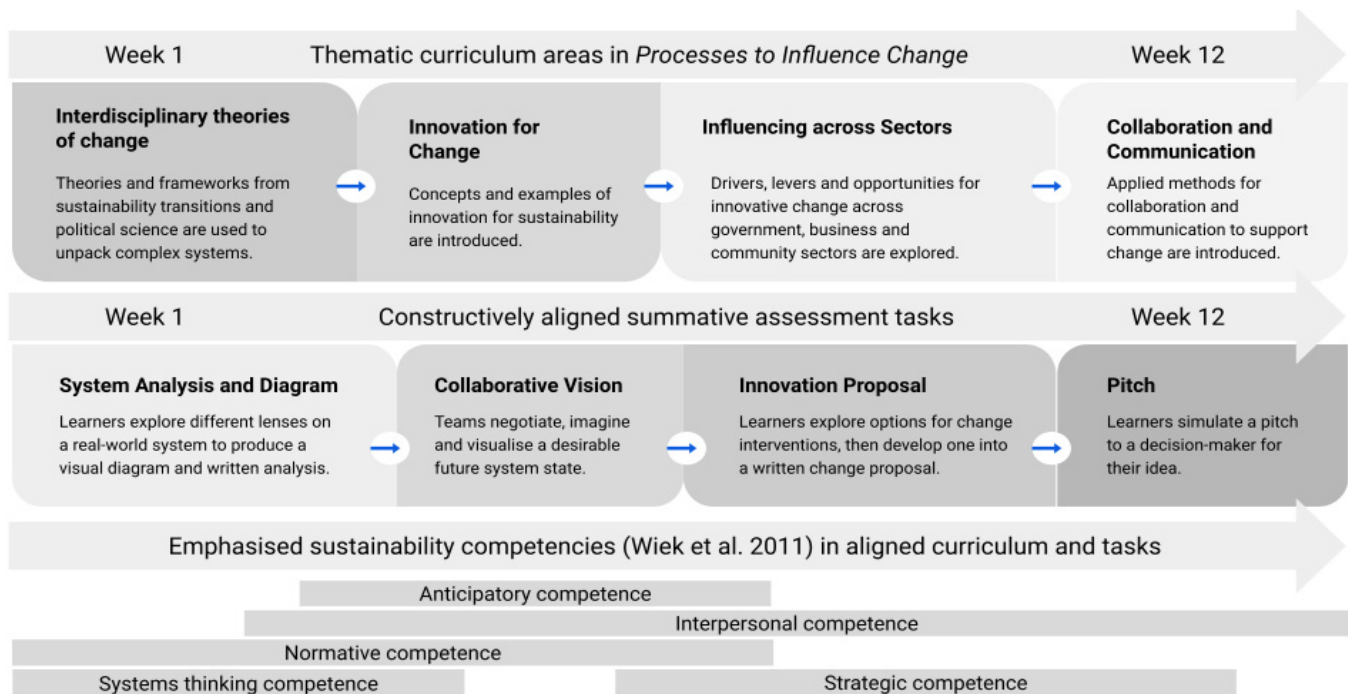 Week 1
Thematic curriculum areas in Processes to Influence Change
Week 12
Interdisciplinary theories
of change
Theories and frameworks from
sustainability transitions and
political science are used to
unpack complex systems.
Innovation for
Change
Concepts and examples of
innovation for sustainability
are introduced.
Influencing across Sectors
Drivers, levers and opportunities for
innovative change across
government, business and
community sectors are explored.
Collaboration and
Communication
Applied methods for
collaboration and
communication to support
change are introduced.
Week 1
Constructively aligned summative assessment tasks
Week 12
System Analysis and Diagram
Learners explore different lenses on
a real-world system to produce a
visual diagram and written analysis.
Collaborative Vision
Teams negotiate, imagine
and visualise a desirable
future system state.
Innovation Proposal
Learners explore options for change
interventions, then develop one into
a written change proposal.
Pitch
Learners simulate a pitch
to a decision-maker for
their idea.
Emphasised sustainability competencies (Wiek et al. 2011) in aligned curriculum and tasks
Anticipatory competence
Interpersonal competence
Normative competence
Systems thinking competence
Strategic competence